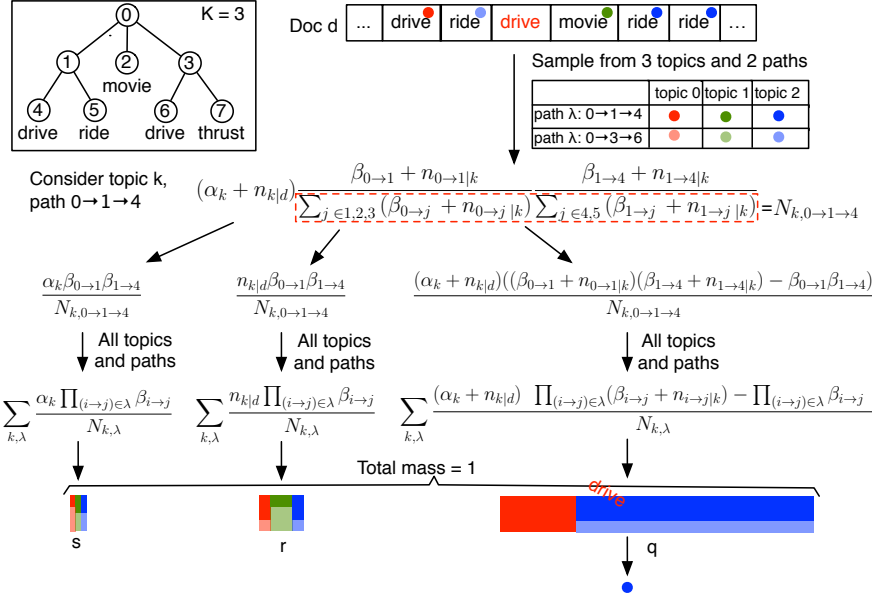 K = 3
0
1 2 3
movie
4 5 6 7
drive ride drive thrust
Doc d ... drive ride drive movie ride ride ...
Sample from 3 topics and 2 paths
topic 0 topic 1 topic 2
path λ: 0→1→4
path λ: 0→3→6
Consider topic k,
path 0→1→4
(α_k + n_{k|d}) \frac{β_{0→1} + n_{0→1|k}}{∑_{j∈1,2,3}(β_{0→j} + n_{0→j|k})} \frac{β_{1→4} + n_{1→4|k}}{∑_{j∈4,5}(β_{1→j} + n_{1→j|k})} = N_{k,0→1→4}
\frac{α_k β_{0→1} β_{1→4}}{N_{k,0→1→4}} \frac{n_{k|d} β_{0→1} β_{1→4}}{N_{k,0→1→4}} \frac{(α_k + n_{k|d})((β_{0→1} + n_{0→1|k})(β_{1→4} + n_{1→4|k}) − β_{0→1} β_{1→4})}{N_{k,0→1→4}}
All topics All topics All topics
and paths and paths and paths
∑_{k,λ} \frac{α_k ∏_{(i→j)∈λ} β_{i→j}}{N_{k,λ}} ∑_{k,λ} \frac{n_{k|d} ∏_{(i→j)∈λ} β_{i→j}}{N_{k,λ}} ∑_{k,λ} \frac{(α_k + n_{k|d}) ∏_{(i→j)∈λ}(β_{i→j} + n_{i→j|k}) − ∏_{(i→j)∈λ} β_{i→j}}{N_{k,λ}}
Total mass = 1
drive
s r q